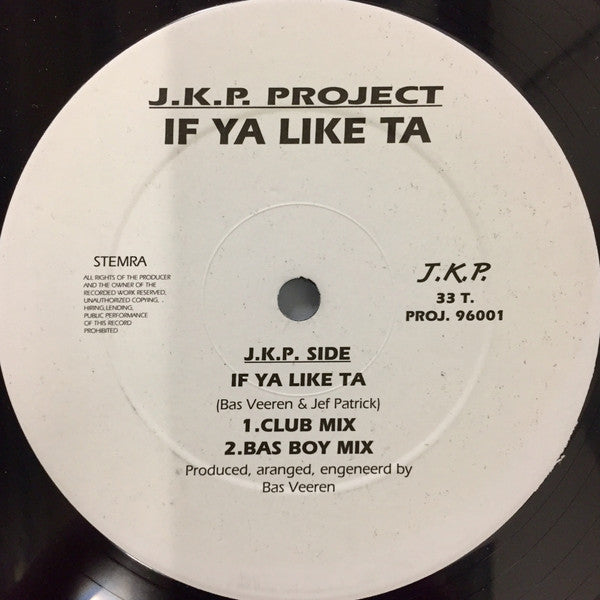 J.K.P. PROJECT
IF YA LIKE TA
STEMRA
ALL RIGHTS OF THE PRODUCER
AND THE OWNER OF THE
RECORDED WORK RESERVED,
UNAUTHORIZED COPYING, .
HIRING,LENDING,
PUBLIC PERFORMANCE
OF THIS RECORD
PROHIBITED
J.K.P.
33 T.
PROJ. 96001
J.K.P. SIDE
IF YA LIKE TA
(Bas Veeren & Jef Patrick)
1.CLUB MIX
2.BAS BOY MIX
Produced, aranged, engeneerd by
Bas Veeren